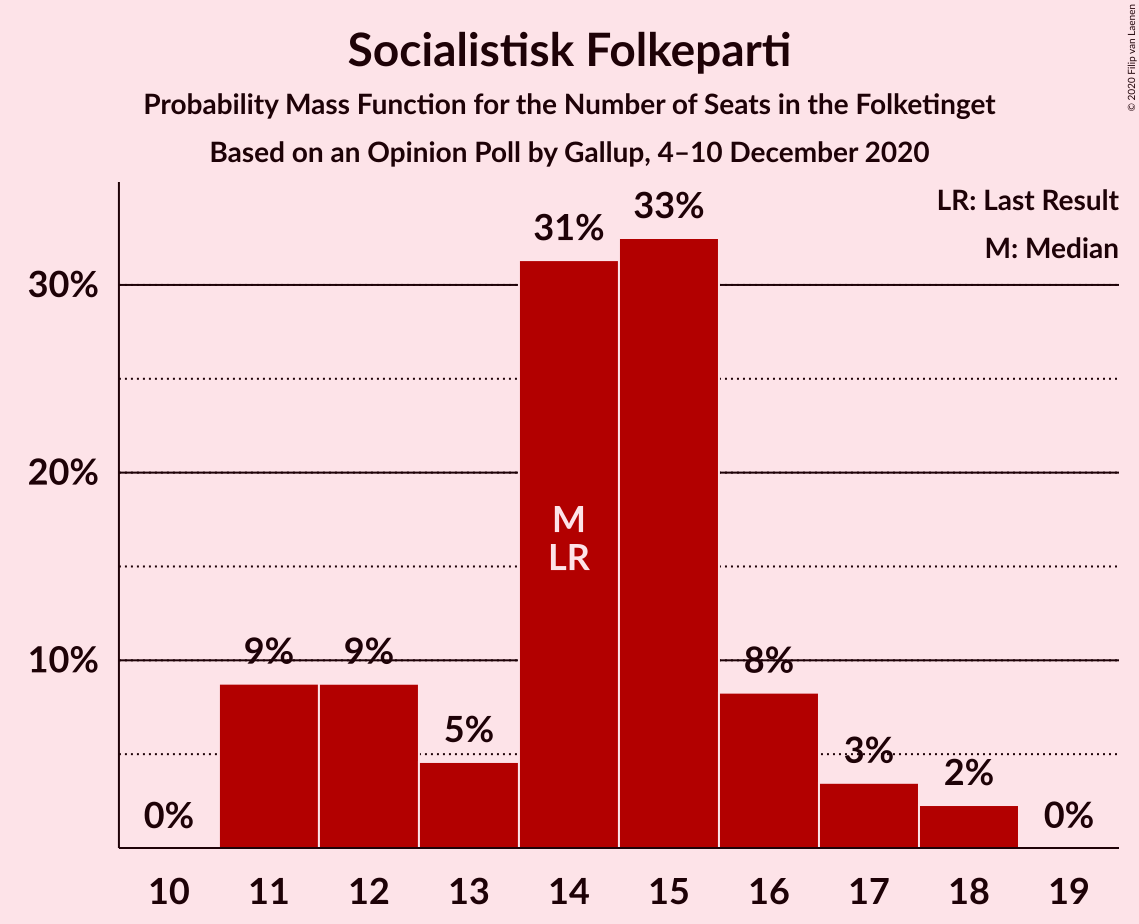 Socialistisk Folkeparti
Probability Mass Function for the Number of Seats in the Folketinget
Based on an Opinion Poll by Gallup, 4–10 December 2020
© 2020 Filip van Laenen
LR: Last Result
M: Median
30%
20%
10%
0%
9%
9%
5%
31%
33%
8%
3%
2%
0%
M
LR
10
11
12
13
14
15
16
17
18
19